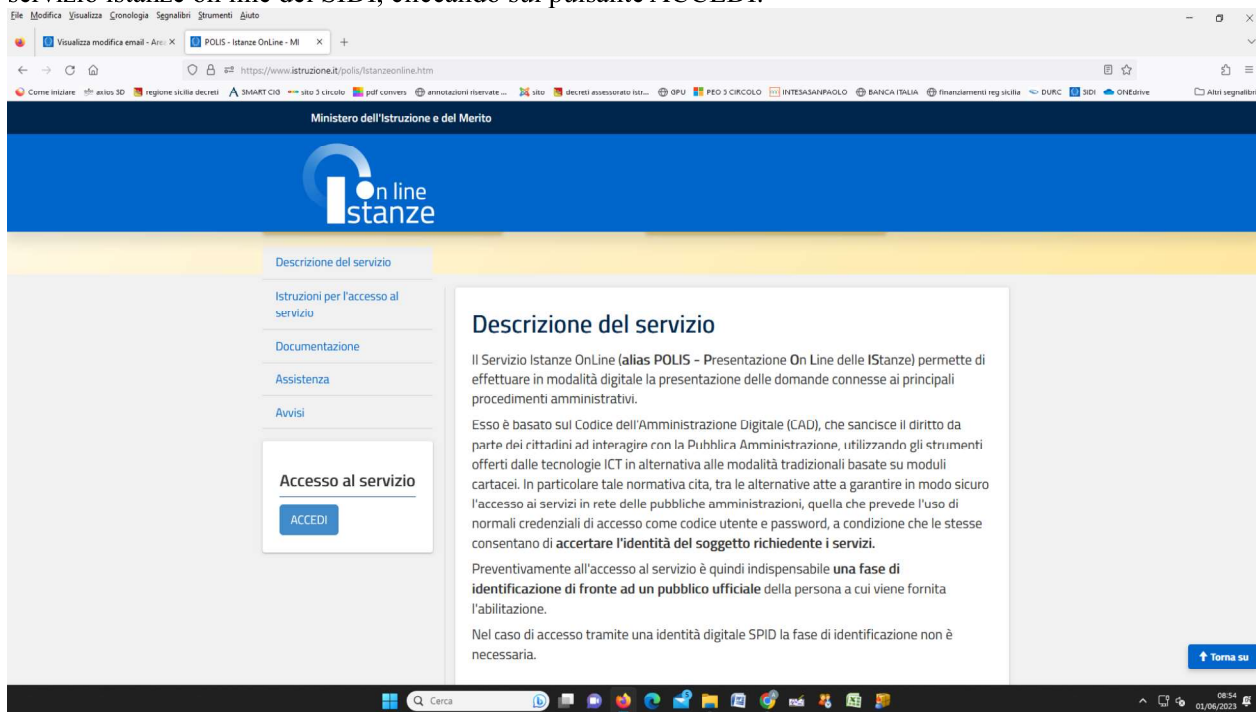 servizio istanze on line del SIDI, cliccando sul pulsante ACCEDI.
File Modifica Visualizza Cronologia Segnalibri Strumenti Aiuto
Visualizza modifica email - Are
POLIS - Istanze OnLine - MI
https://www.istruzione.it/polis/Istanzeonline.htm
Come iniziare
axios 3D
regione sicilia decreti
SMART CIG
sito 3 circolo
pdf convers
annotazioni riservate ...
sito
decreti assessorato istr...
GPU
PEO 3 CIRCOLO
INTESASANPAOLO
BANCA ITALIA
finanziamenti reg sicilia
DURC
SIDI
ONEdrive
Altri segnalibri
Ministero dell'Istruzione e del Merito
On line
Istanze
Descrizione del servizio
Istruzioni per l'accesso al
servizio
Documentazione
Assistenza
Avvisi
Accesso al servizio
ACCEDI
Descrizione del servizio
Il Servizio Istanze OnLine (alias POLIS - Presentazione On Line delle IStanze) permette di
effettuare in modalità digitale la presentazione delle domande connesse ai principali
procedimenti amministrativi.
Esso è basato sul Codice dell'Amministrazione Digitale (CAD), che sancisce il diritto da
parte dei cittadini ad interagire con la Pubblica Amministrazione, utilizzando gli strumenti
offerti dalle tecnologie ICT in alternativa alle modalità tradizionali basate su moduli
cartacei. In particolare tale normativa cita, tra le alternative atte a garantire in modo sicuro
l'accesso ai servizi in rete delle pubbliche amministrazioni, quella che prevede l'uso di
normali credenziali di accesso come codice utente e password, a condizione che le stesse
consentano di accertare l'identità del soggetto richiedente i servizi.
Preventivamente all'accesso al servizio è quindi indispensabile una fase di
identificazione di fronte ad un pubblico ufficiale della persona a cui viene fornita
l'abilitazione.
Nel caso di accesso tramite una identità digitale SPID la fase di identificazione non è
necessaria.
Torna su
Cerca
08:54
01/06/2023